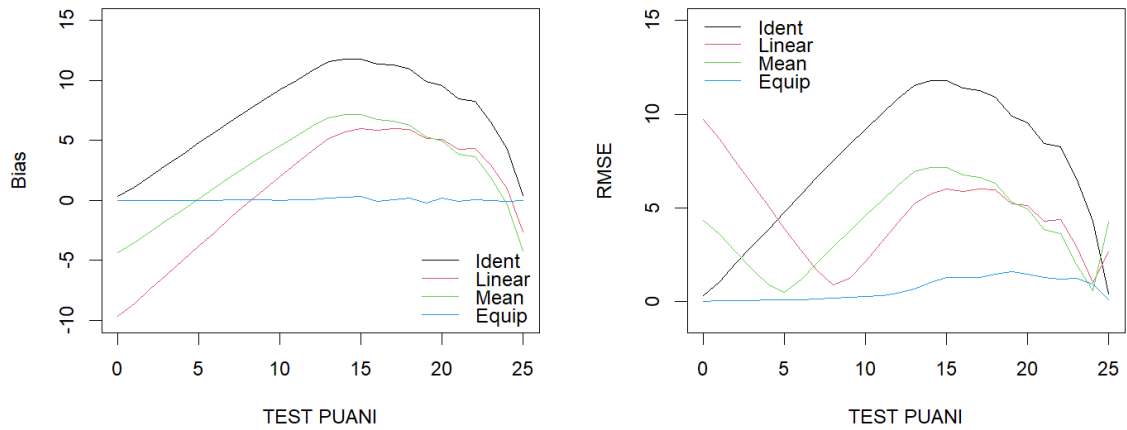 Bias
15
10
5
0
-5
-10
Ident
Linear
Mean
Equip
0 5 10 15 20 25
TEST PUANI
RMSE
15
10
5
0
Ident
Linear
Mean
Equip
0 5 10 15 20 25
TEST PUANI